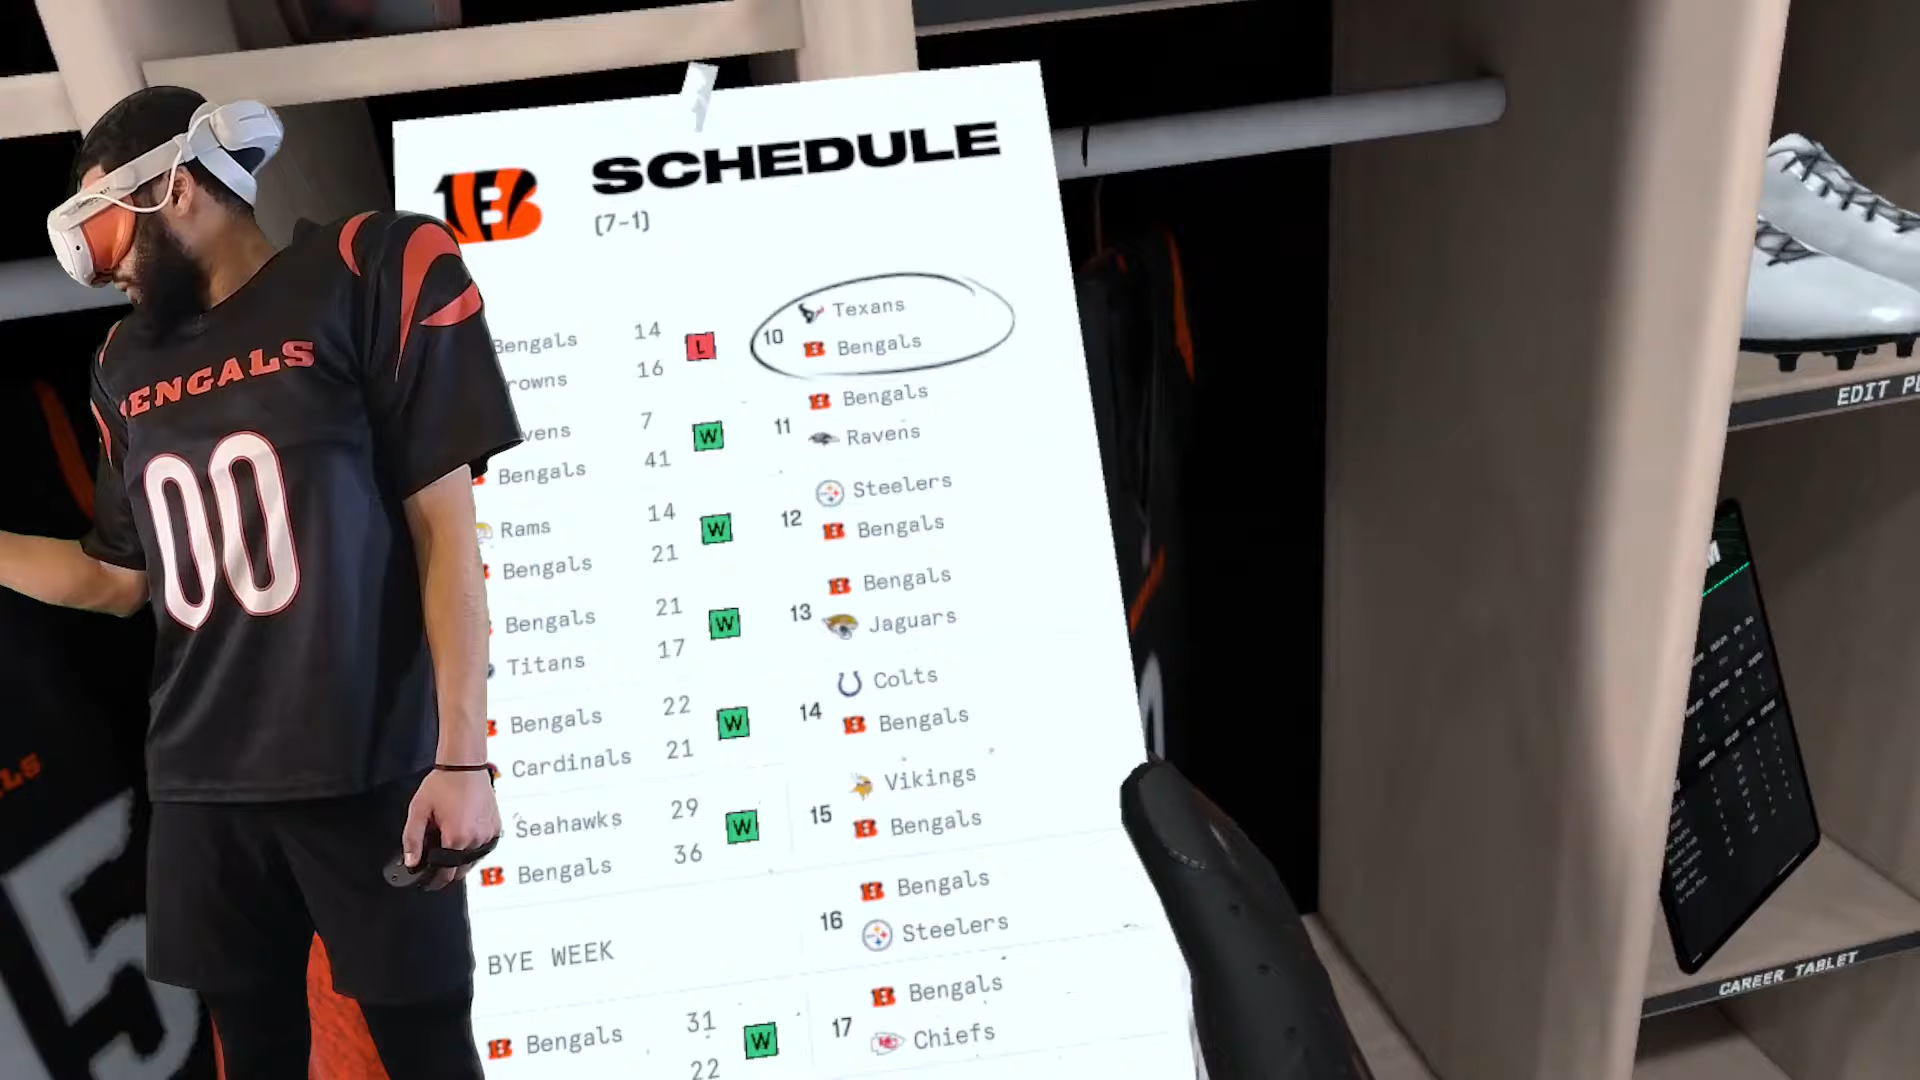 SCHEDULE
(7-1)
Bengals 14
L
rowns 16
vens 7
W
Bengals 41
Rams 14
W
Bengals 21
Bengals 21
W
Titans 17
Bengals 22
W
Cardinals 21
Seahawks 29
W
Bengals 36
BYE WEEK
Bengals 31
W
22
10
Texans
Bengals
11
Bengals
Ravens
12
Steelers
Bengals
13
Bengals
Jaguars
14
Colts
Bengals
15
Vikings
Bengals
16
Bengals
Steelers
17
Bengals
Chiefs
ENGALS
00
LS
5
EDIT PL
CAREER TABLET